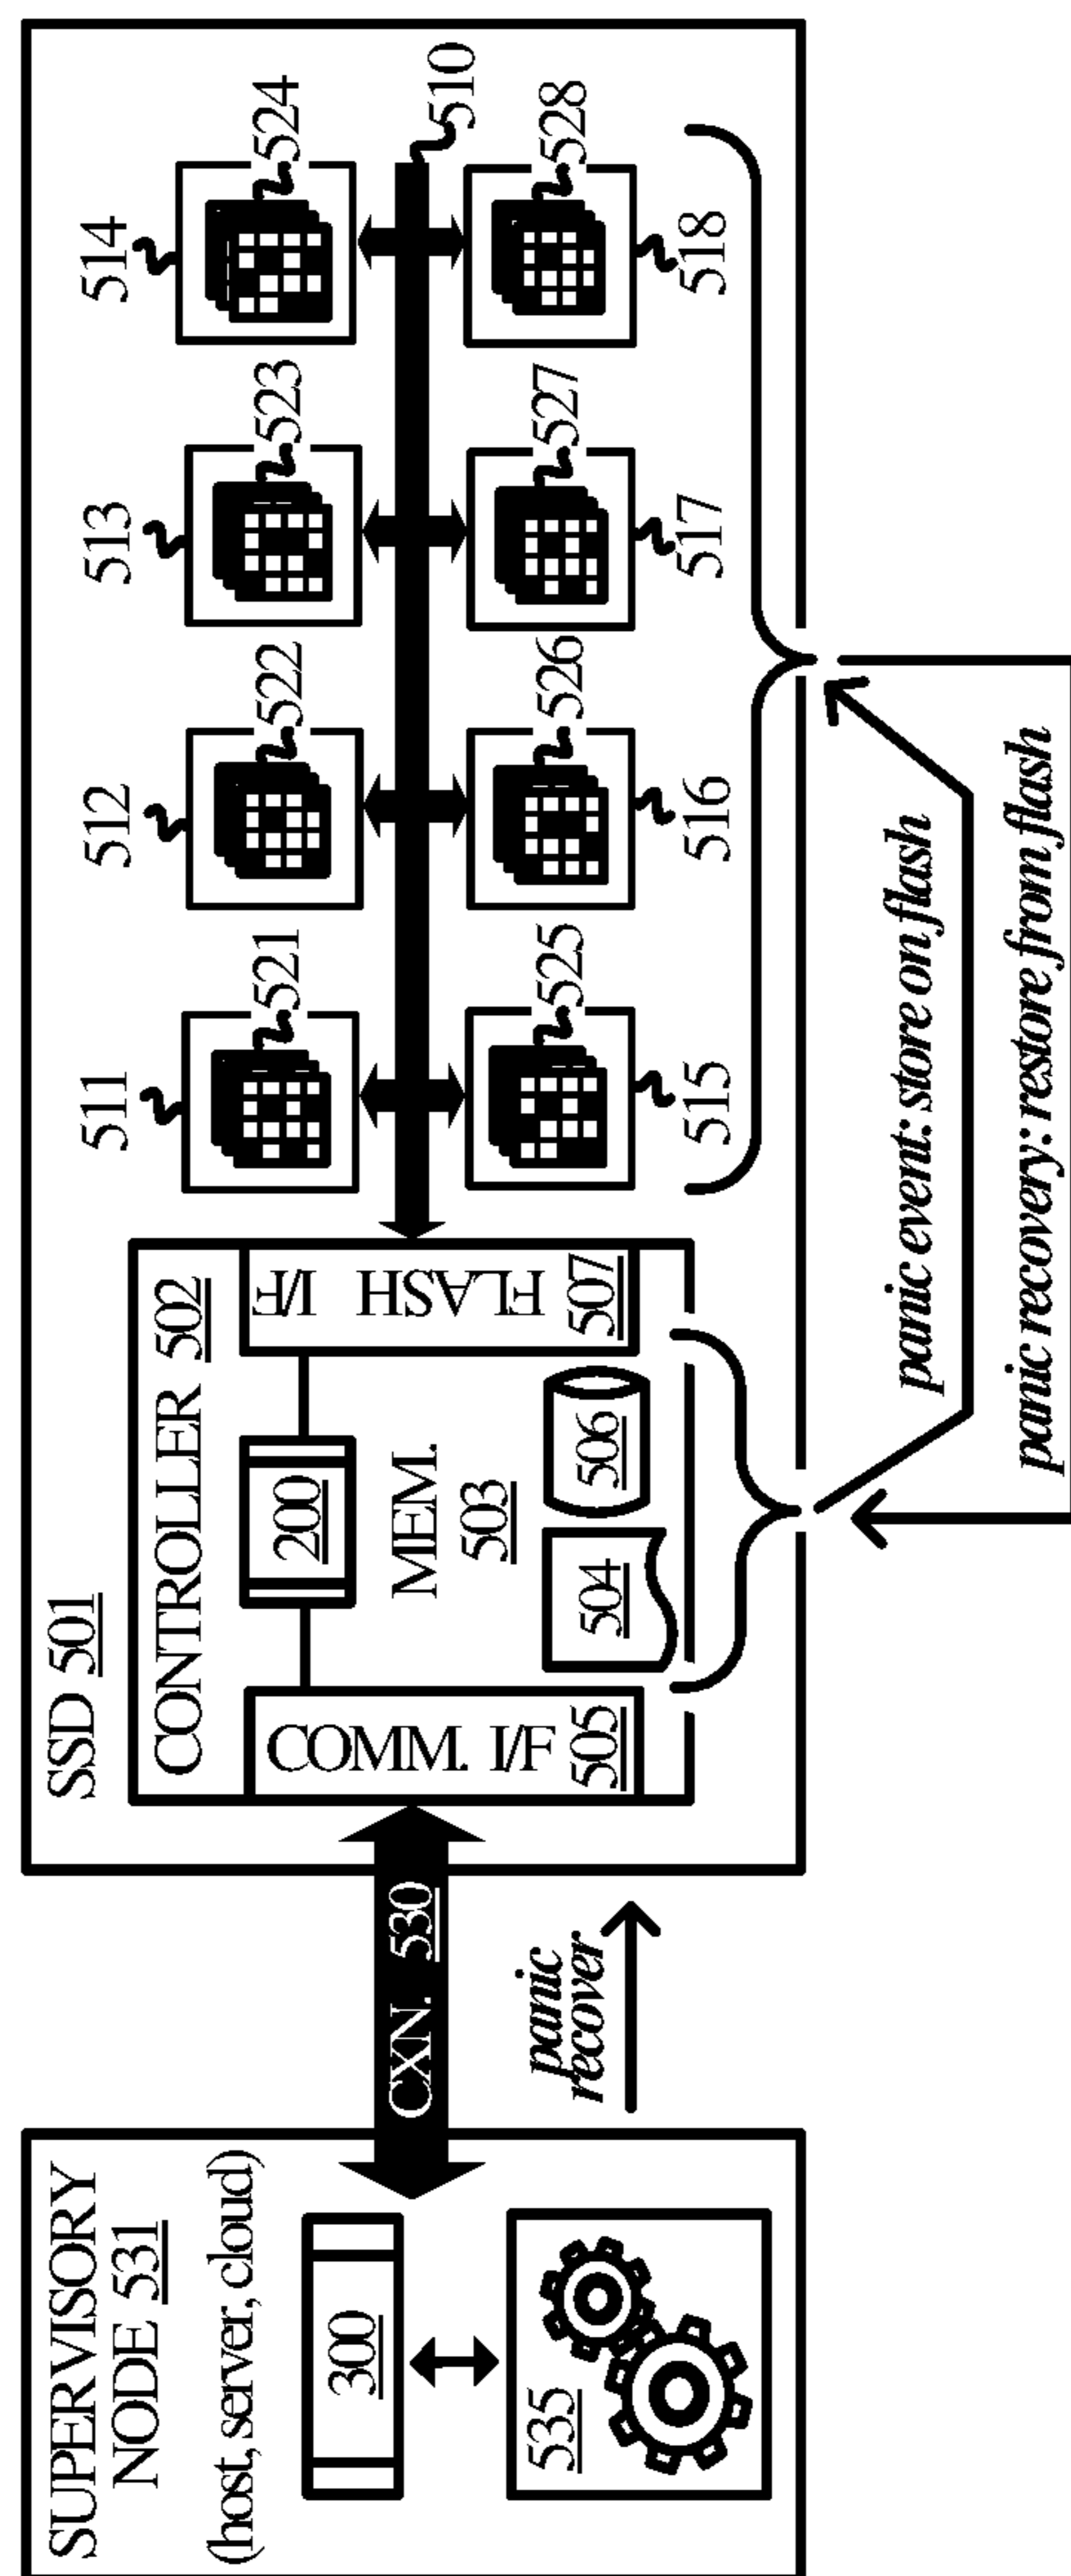 SUPERVISORY
NODE 531
(host, server, cloud)
300
535
CXN. 530
panic
recover
SSD 501
CONTROLLER 502
COMM. I/F 505
200
MEM.
503
504
506
FLASH I/F 507
511
512
513
514
521
522
523
524
510
525
526
527
528
515
516
517
518
panic event: store on flash
panic recovery: restore from flash